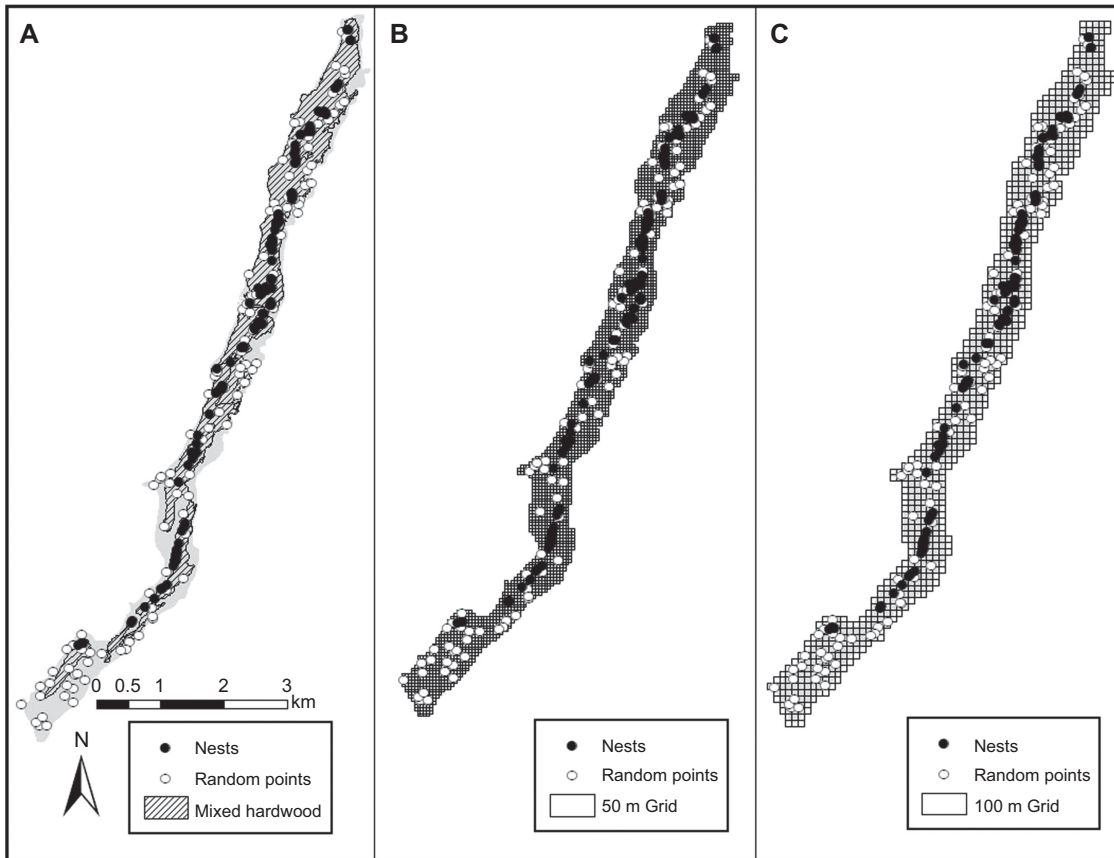 A
B
C
0 0.5 1 2 3
km
N
Nests
Random points
Mixed hardwood
Nests
Random points
50 m Grid
Nests
Random points
100 m Grid